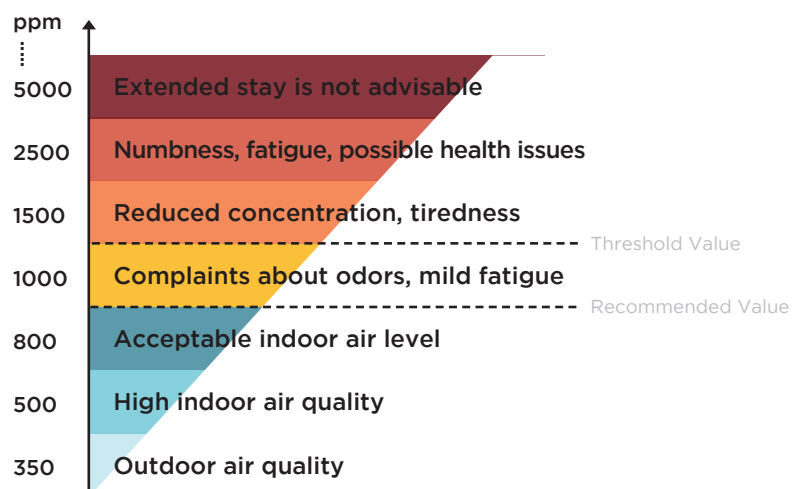 ppm
5000 Extended stay is not advisable
2500 Numbness, fatigue, possible health issues
1500 Reduced concentration, tiredness
Threshold Value
1000 Complaints about odors, mild fatigue
Recommended Value
800 Acceptable indoor air level
500 High indoor air quality
350 Outdoor air quality